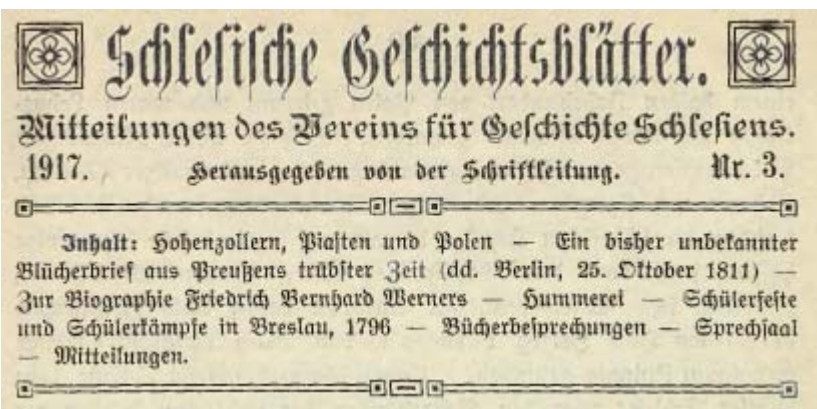 Schlesische Geschichtsblätter.
Mitteilungen des Vereins für Geschichte Schlesiens.
1917. Herausgegeben von der Schriftleitung. Nr. 3.
Inhalt: Hohenzollern, Piasten und Polen — Ein bisher unbekannter
Blücherbrief aus Preußens trübster Zeit (dd. Berlin, 25. Oktober 1811) —
Zur Biographie Friedrich Bernhard Werners — Hummerei — Schülerfeste
und Schülerkämpfe in Breslau, 1796 — Bücherbesprechungen — Sprechsaal
— Mitteilungen.